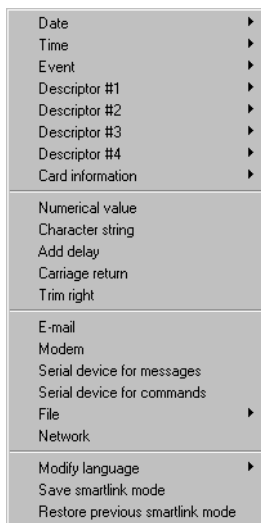 Date
Time
Event
Descriptor #1
Descriptor #2
Descriptor #3
Descriptor #4
Card information
Numerical value
Character string
Add delay
Carriage return
Trim right
E-mail
Modem
Serial device for messages
Serial device for commands
File
Network
Modify language
Save smartlink mode
Restore previous smartlink mode